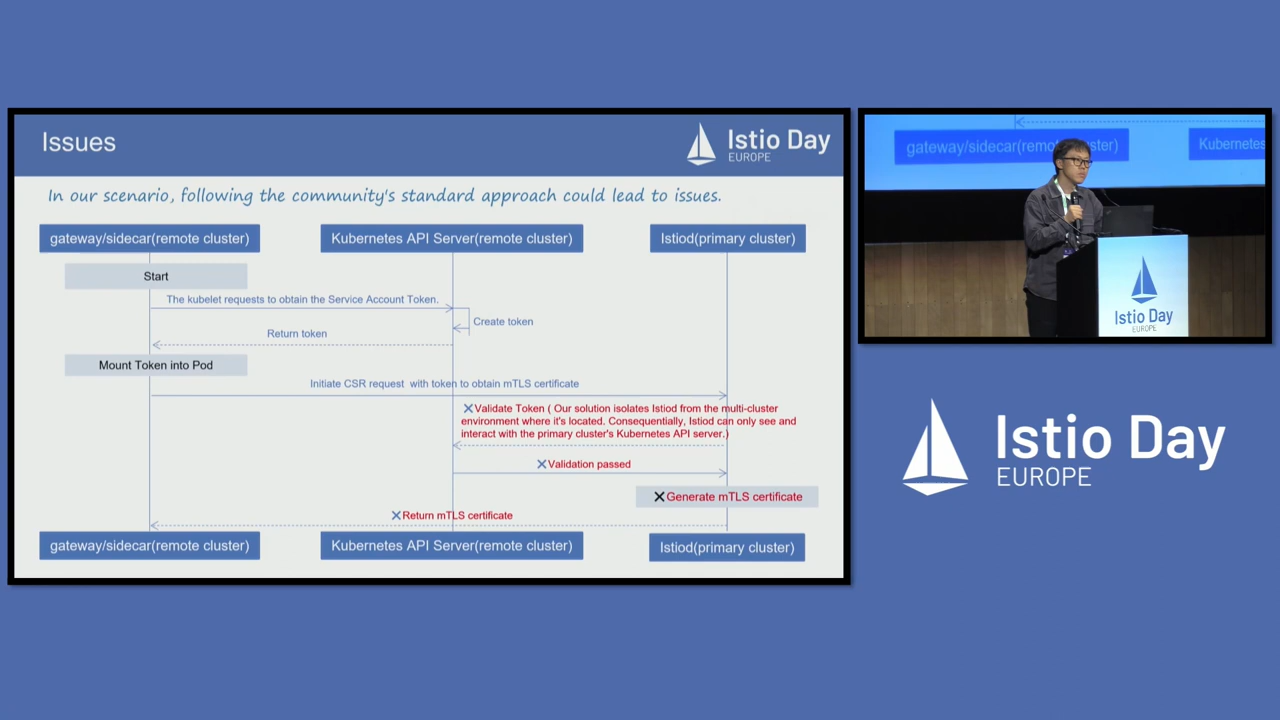 Issues
Istio Day
EUROPE
In our scenario, following the community's standard approach could lead to issues.
gateway/sidecar(remote cluster)
Kubernetes API Server(remote cluster)
Istiod(primary cluster)
Start
The kubelet requests to obtain the Service Account Token.
Create token
Return token
Mount Token into Pod
Initiate CSR request with token to obtain mTLS certificate
Validate Token ( Our solution isolates Istiod from the multi-cluster
environment where it's located. Consequentially, Istiod can only see and
interact with the primary cluster's Kubernetes API server.)
Validation passed
Generate mTLS certificate
Return mTLS certificate
gateway/sidecar(remote cluster)
Kubernetes API Server(remote cluster)
Istiod(primary cluster)
gateway/sidecar(remote
Kubernetes
Istio Day
EUROPE
Istio Day
EUROPE